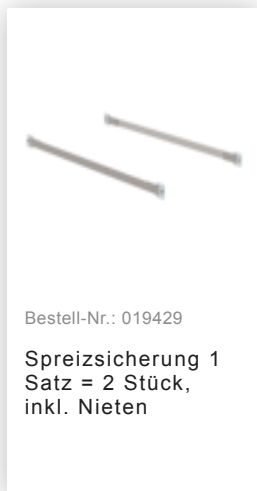 Bestell-Nr.: 019429
Spreizsicherung 1
Satz = 2 Stück,
inkl. Nieten